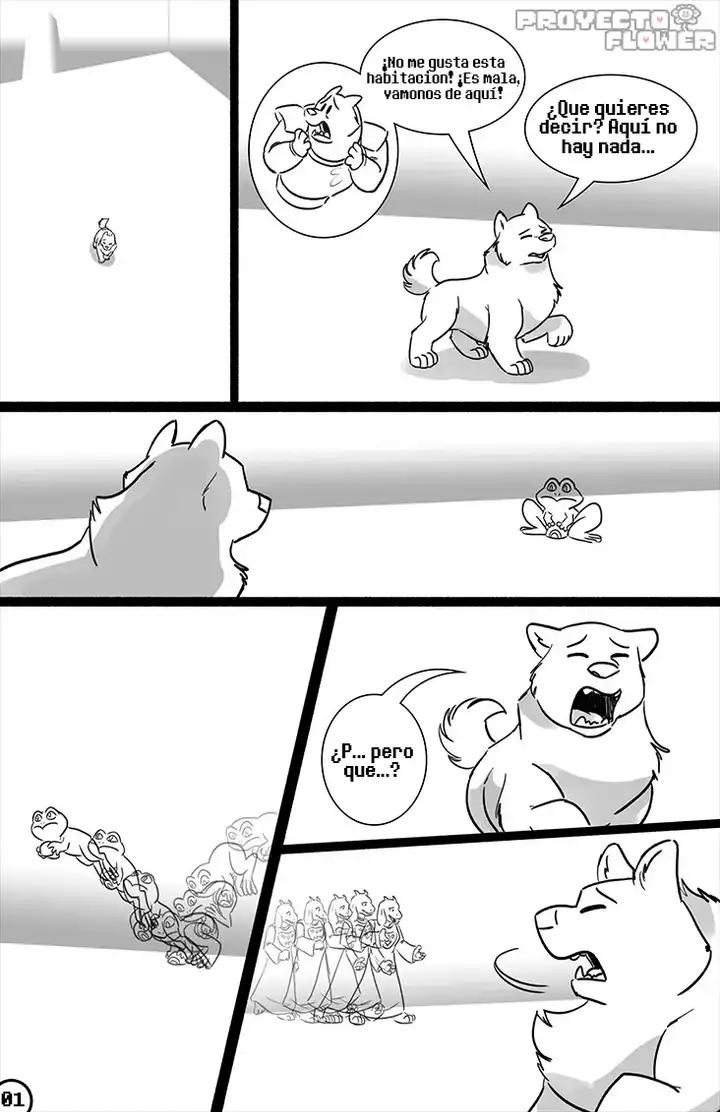 PROYECTO
FLOWER
¡No me gusta esta
habitacion! ¡Es mala,
vamonos de aquí!
¿Que quieres
decir? Aquí no
hay nada...
¿P... pero
que...?
01